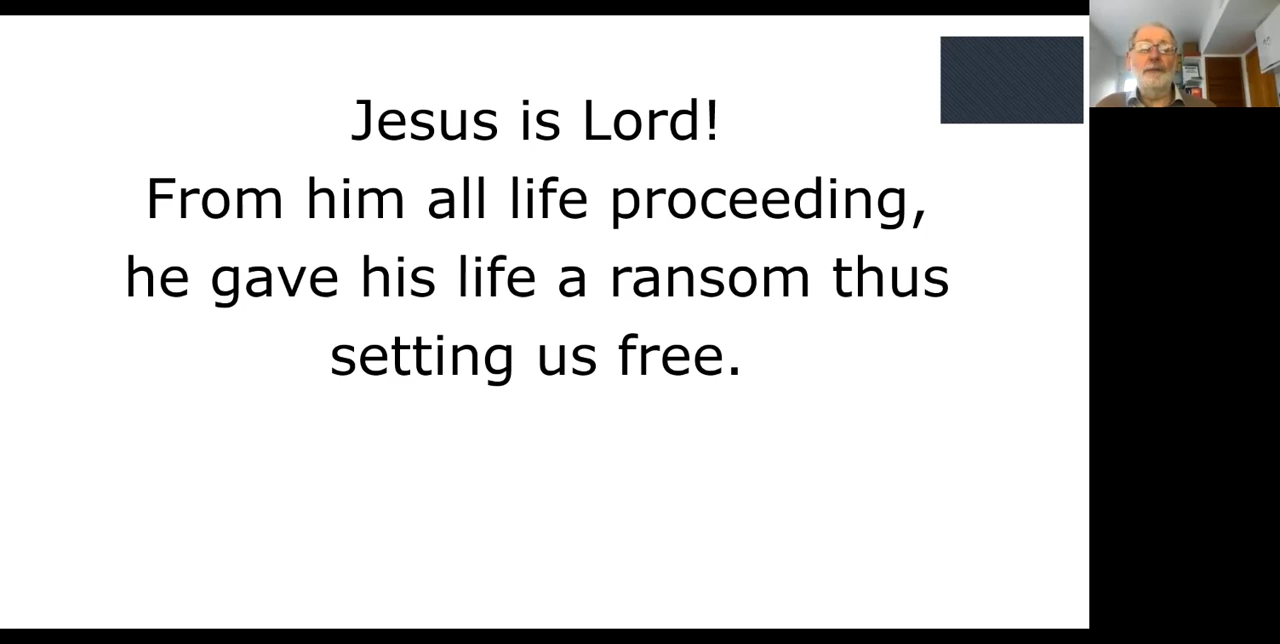 Jesus is Lord!
From him all life proceeding,
he gave his life a ransom thus
setting us free.